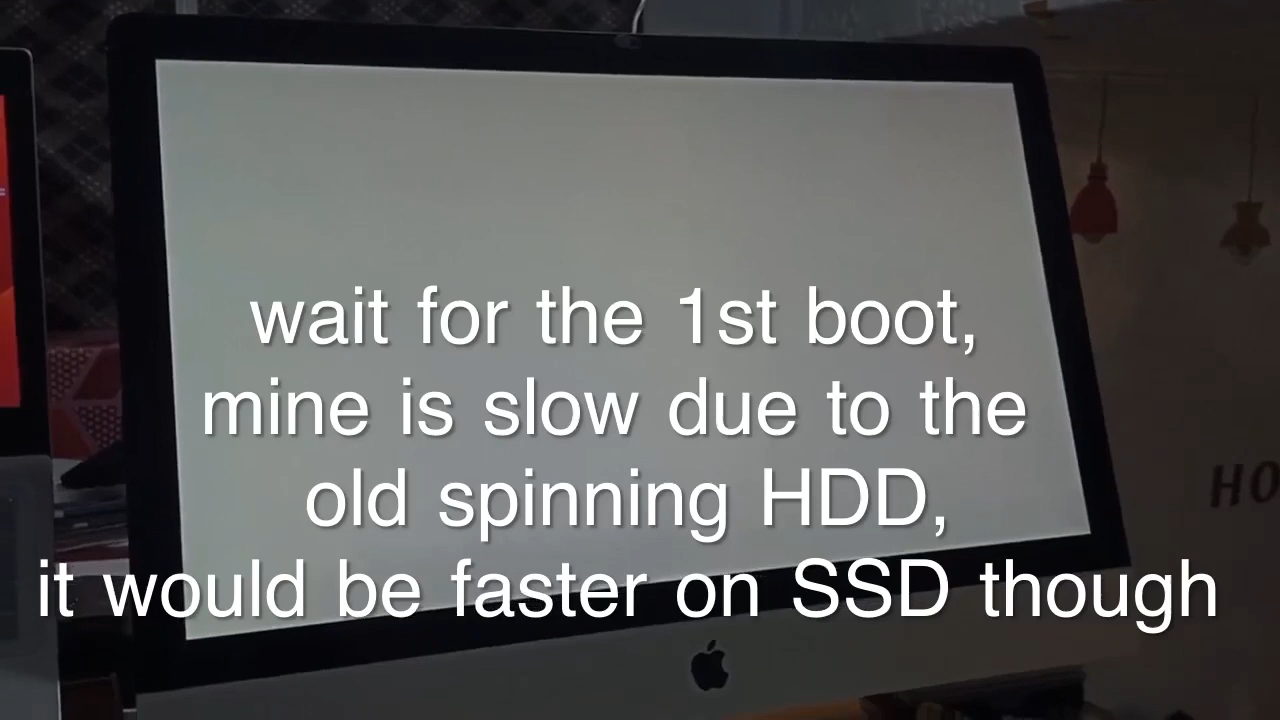 wait for the 1st boot,
mine is slow due to the
old spinning HDD,
it would be faster on SSD though
HO